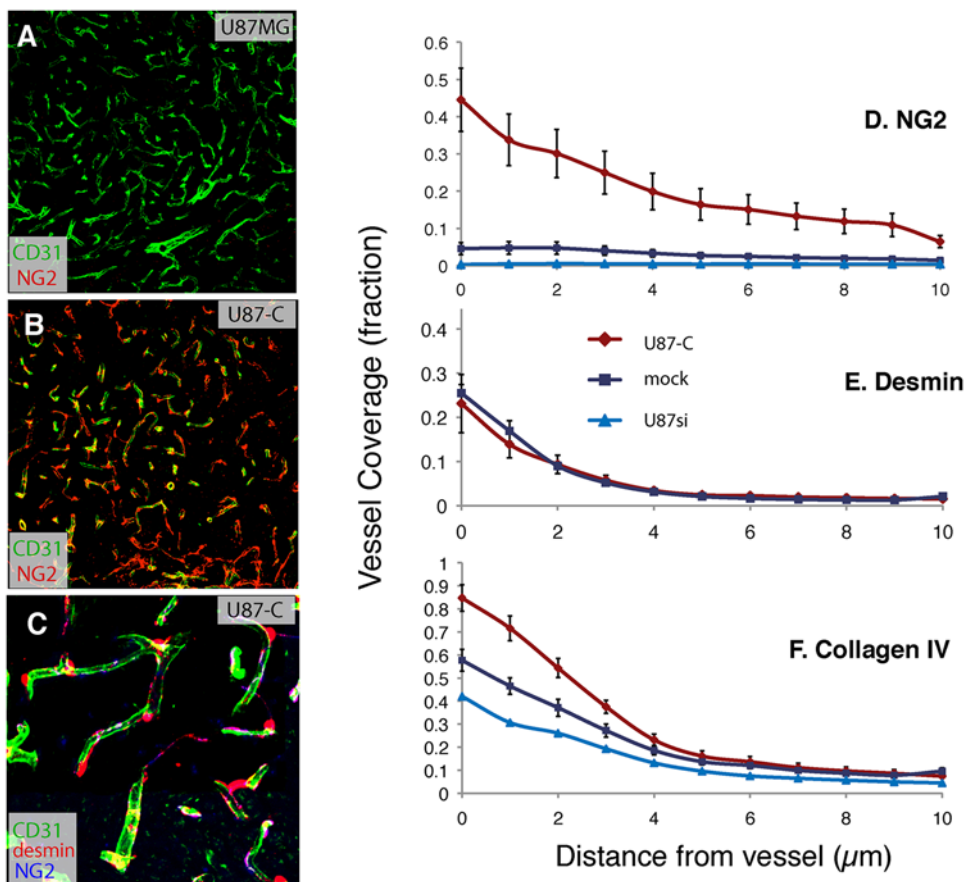 A
U87MG
CD31
NG2
B
U87-C
CD31
NG2
C
U87-C
CD31
desmin
NG2
Vessel Coverage (fraction)
D. NG2
0.6
0.5
0.4
0.3
0.2
0.1
0
0 2 4 6 8 10
E. Desmin
U87-C
mock
U87si
0.4
0.3
0.2
0.1
0
0 2 4 6 8 10
F. Collagen IV
1
0.9
0.8
0.7
0.6
0.5
0.4
0.3
0.2
0.1
0
0 2 4 6 8 10
Distance from vessel (µm)